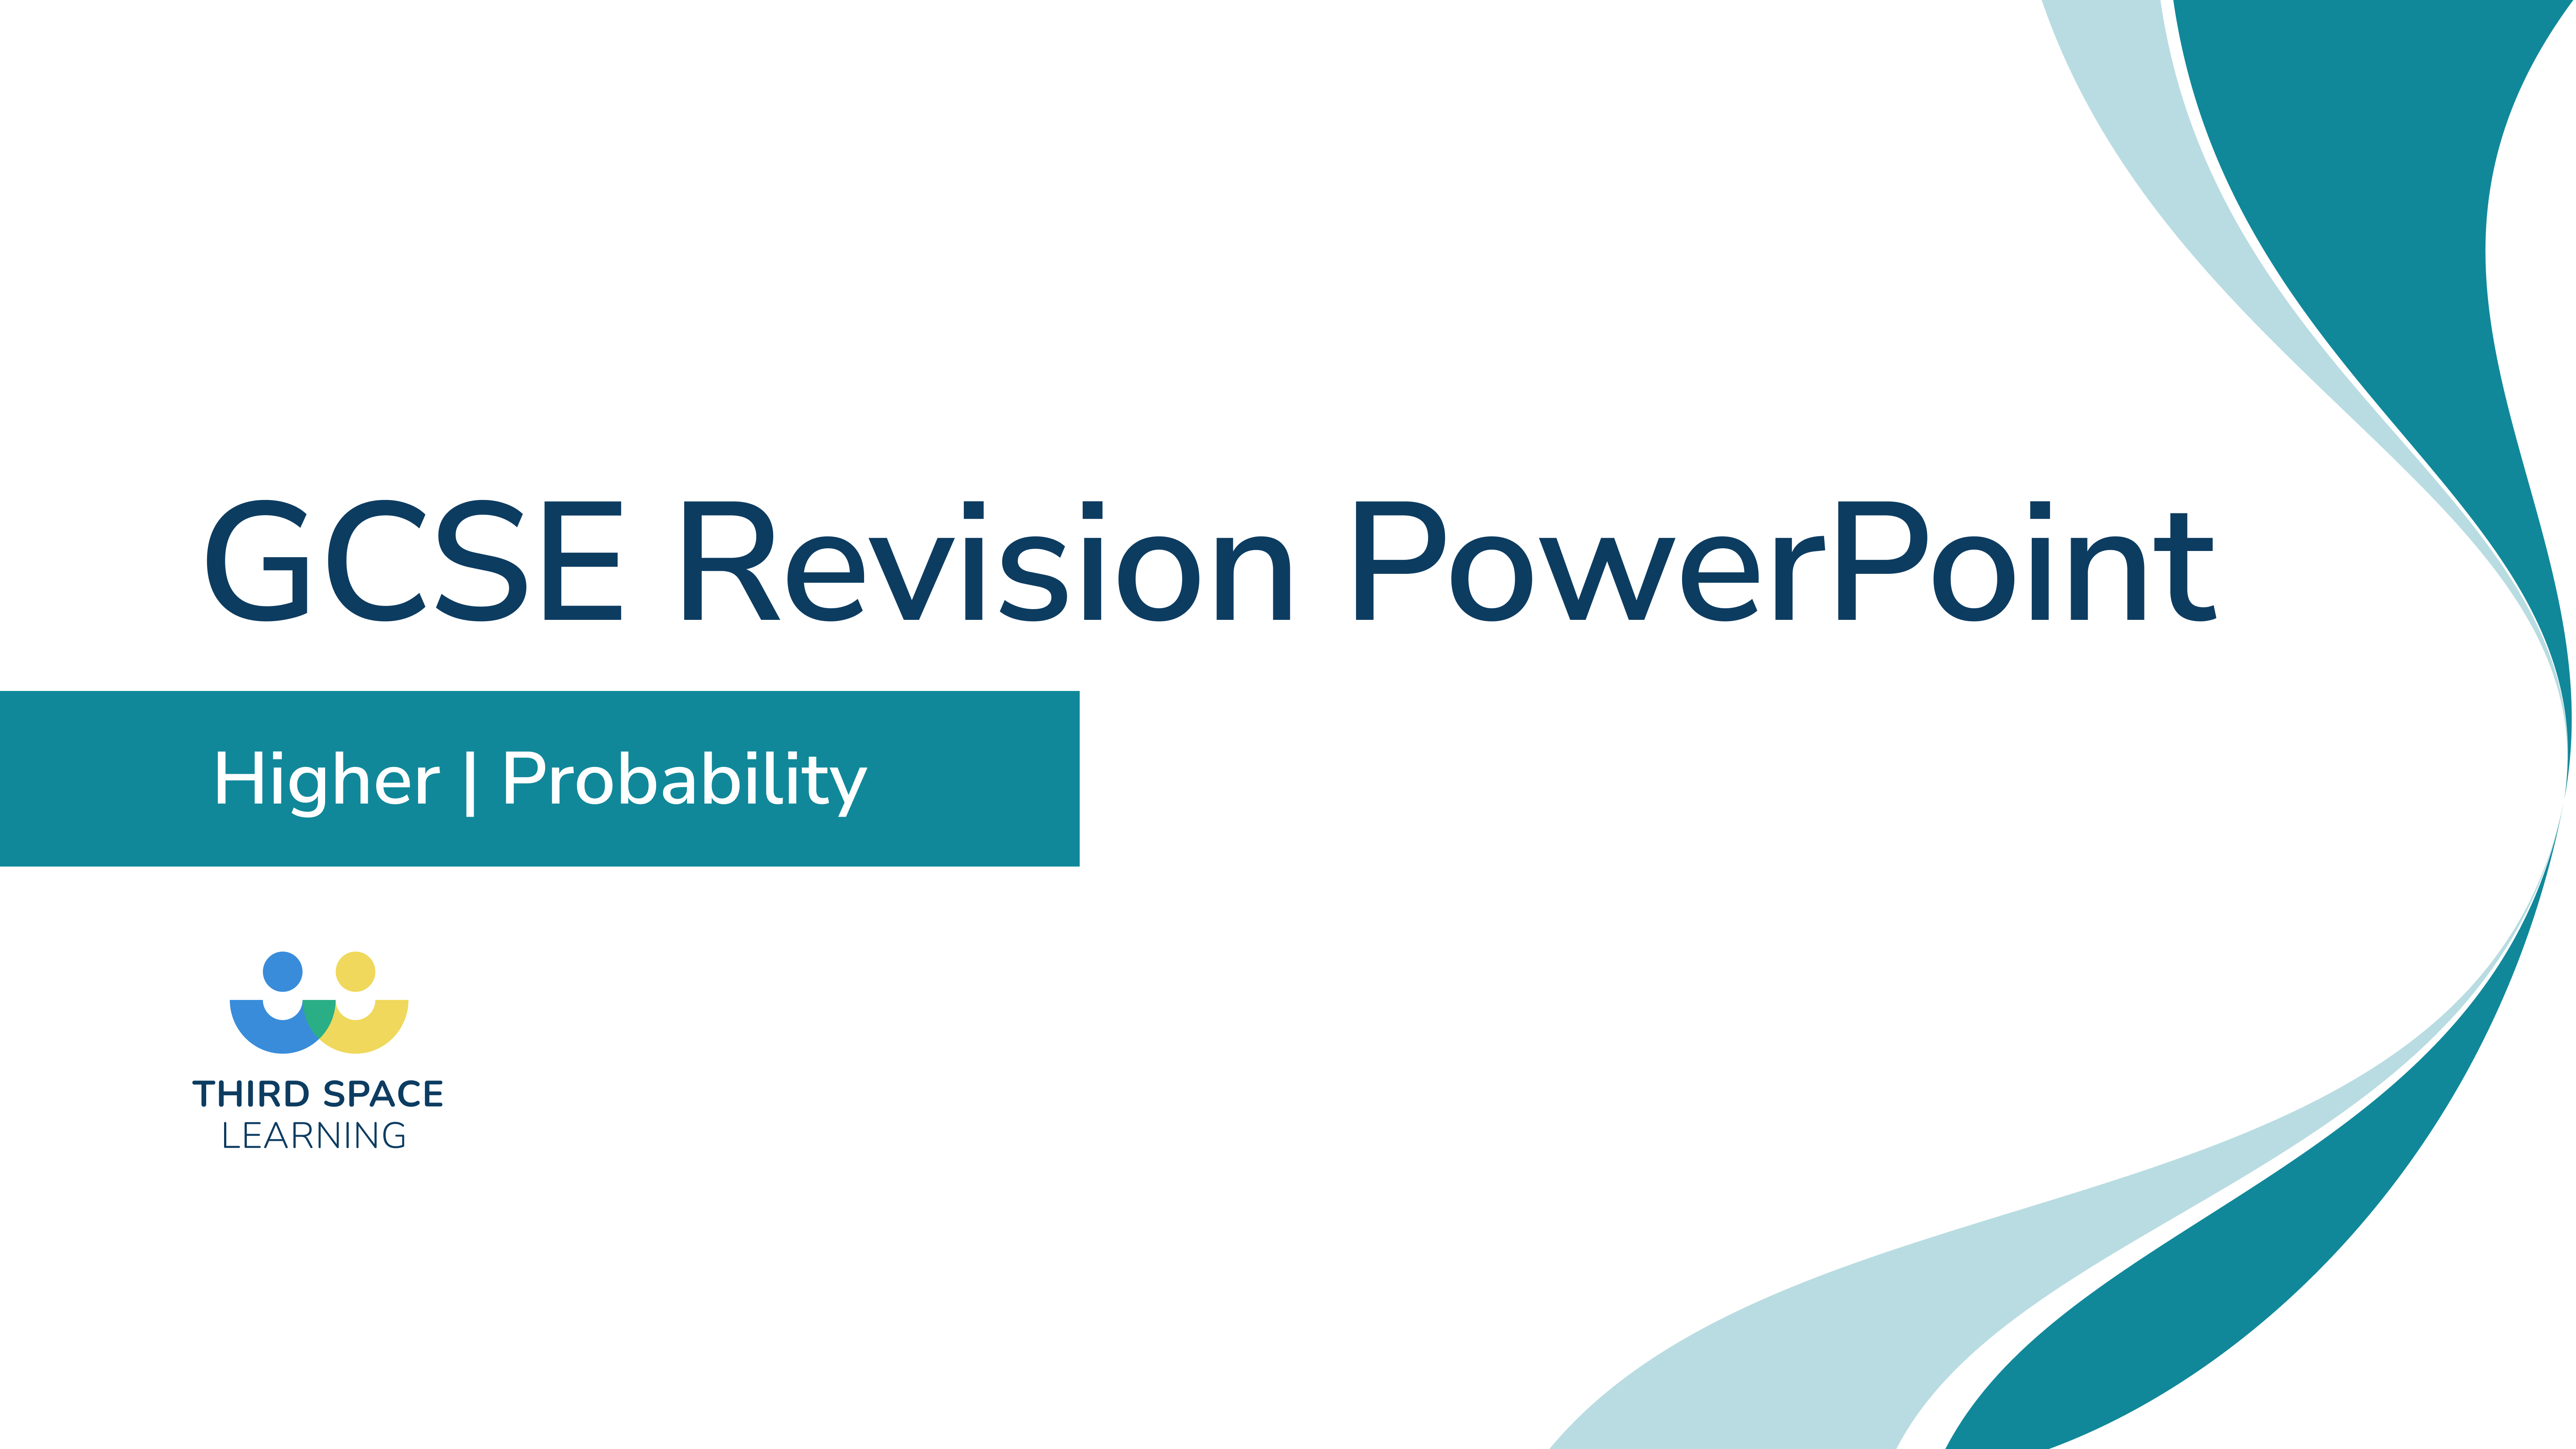 GCSE Revision PowerPoint
Higher | Probability
THIRD SPACE
LEARNING